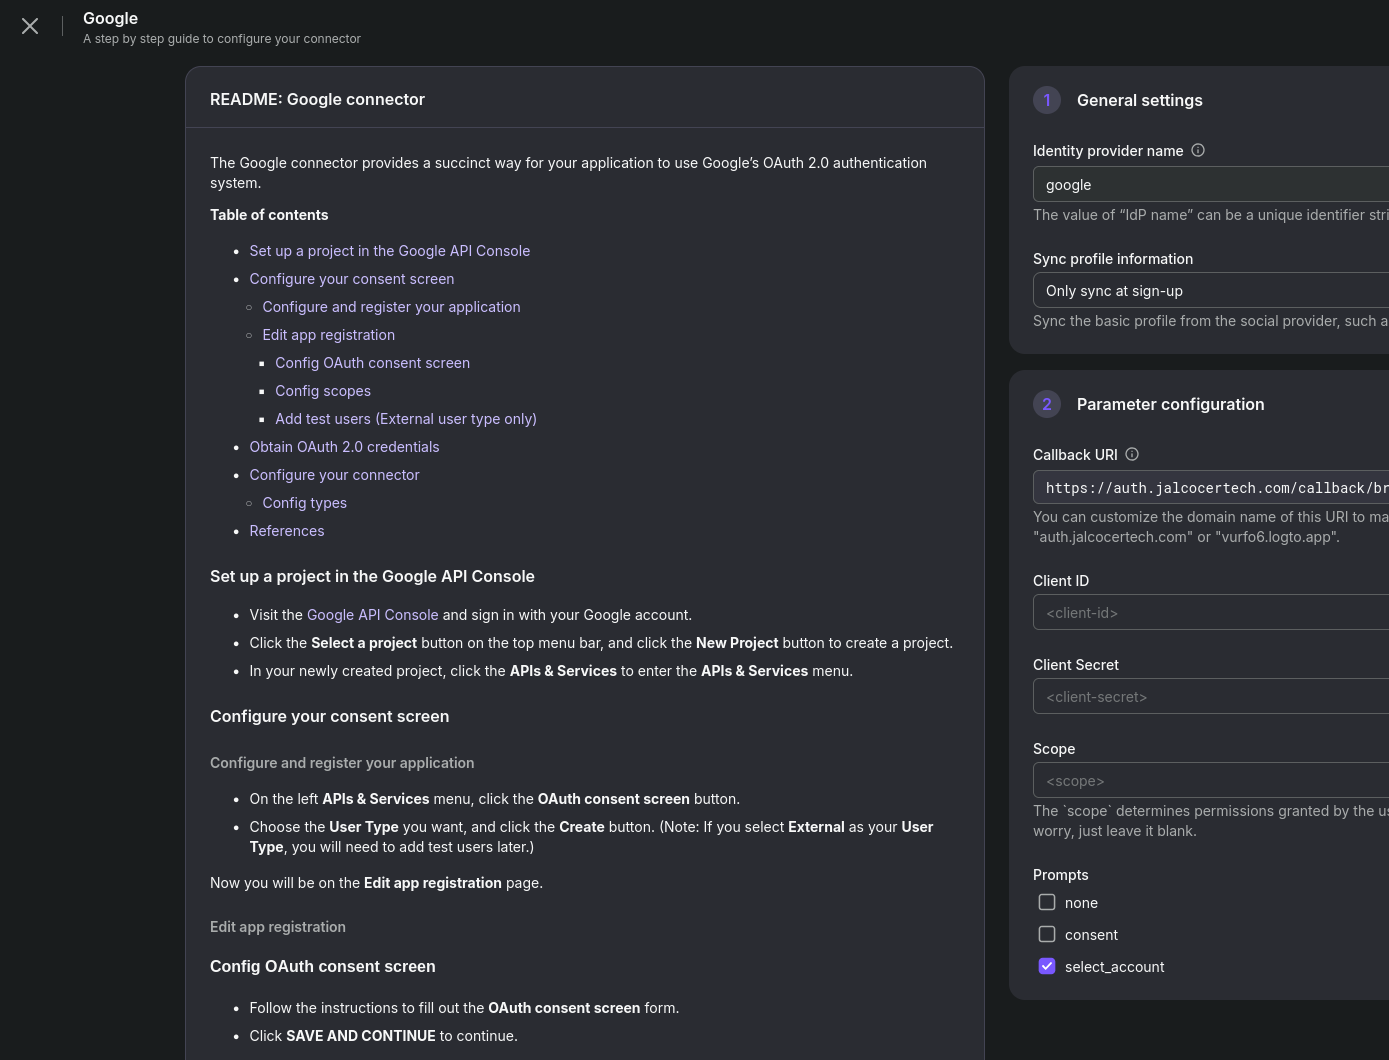 Google
A step by step guide to configure your connector
README: Google connector
The Google connector provides a succinct way for your application to use Google’s OAuth 2.0 authentication
system.
Table of contents
Set up a project in the Google API Console
Configure your consent screen
Configure and register your application
Edit app registration
Config OAuth consent screen
Config scopes
Add test users (External user type only)
Obtain OAuth 2.0 credentials
Configure your connector
Config types
References
Set up a project in the Google API Console
Visit the Google API Console and sign in with your Google account.
Click the Select a project button on the top menu bar, and click the New Project button to create a project.
In your newly created project, click the APIs & Services to enter the APIs & Services menu.
Configure your consent screen
Configure and register your application
On the left APIs & Services menu, click the OAuth consent screen button.
Choose the User Type you want, and click the Create button. (Note: If you select External as your User
Type, you will need to add test users later.)
Now you will be on the Edit app registration page.
Edit app registration
Config OAuth consent screen
Follow the instructions to fill out the OAuth consent screen form.
Click SAVE AND CONTINUE to continue.
1 General settings
Identity provider name
google
The value of “IdP name” can be a unique identifier stri
Sync profile information
Only sync at sign-up
Sync the basic profile from the social provider, such a
2 Parameter configuration
Callback URI
https://auth.jalcocertech.com/callback/br
You can customize the domain name of this URI to ma
"auth.jalcocertech.com" or "vurfo6.logto.app".
Client ID
<client-id>
Client Secret
<client-secret>
Scope
<scope>
The `scope` determines permissions granted by the us
worry, just leave it blank.
Prompts
none
consent
select_account